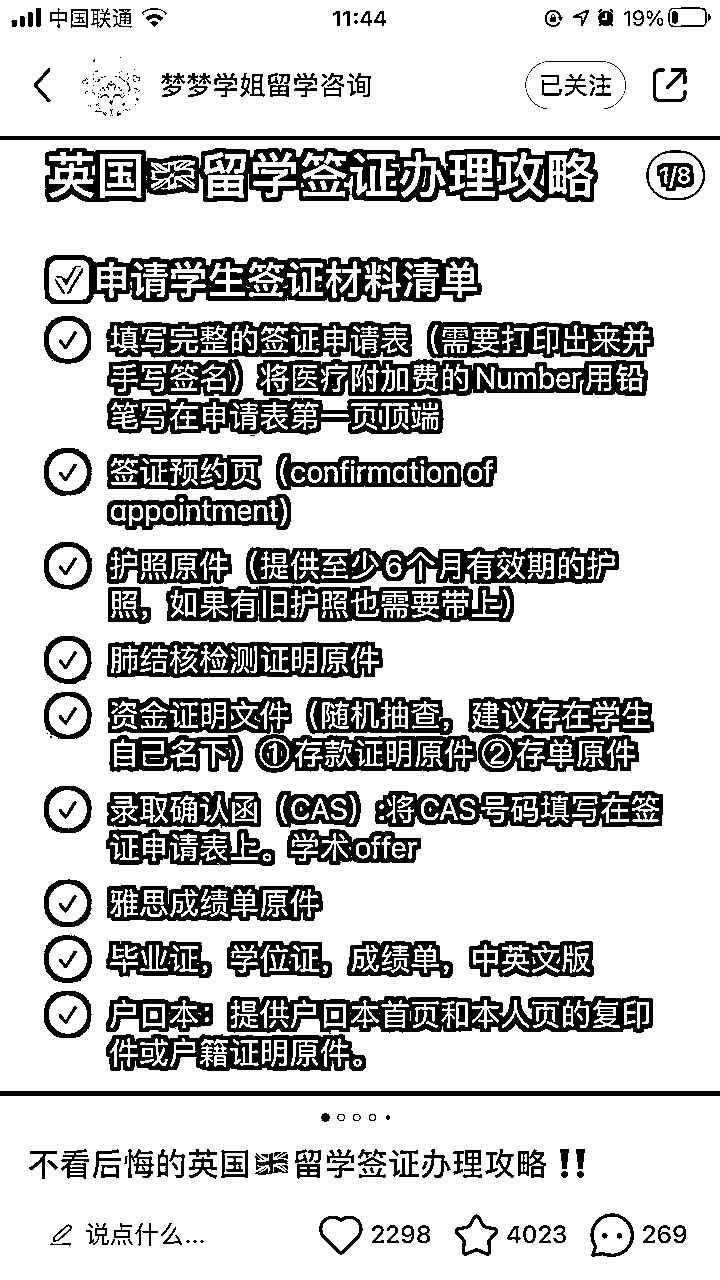 中国联通 11:44 19%
梦梦学姐留学咨询 已关注
英国🇬🇧留学签证办理攻略 1/8
申请学生签证材料清单
填写完整的签证申请表（需要打印出来并
手写签名）将医疗附加费的Number用铅
笔写在申请表第一页顶端
签证预约页（confirmation of
appointment)
护照原件（提供至少6个月有效期的护
照，如果有旧护照也需要带上）
肺结核检测证明原件
资金证明文件（随机抽查，建议存在学生
自己名下）①存款证明原件②存单原件
录取确认函（CAS）:将CAS号码填写在签
证申请表上。学术offer
雅思成绩单原件
毕业证，学位证，成绩单，中英文版
户口本：提供户口本首页和本人页的复印
件或户籍证明原件。
不看后悔的英国🇬🇧留学签证办理攻略‼️
说点什么... 2298 4023 269